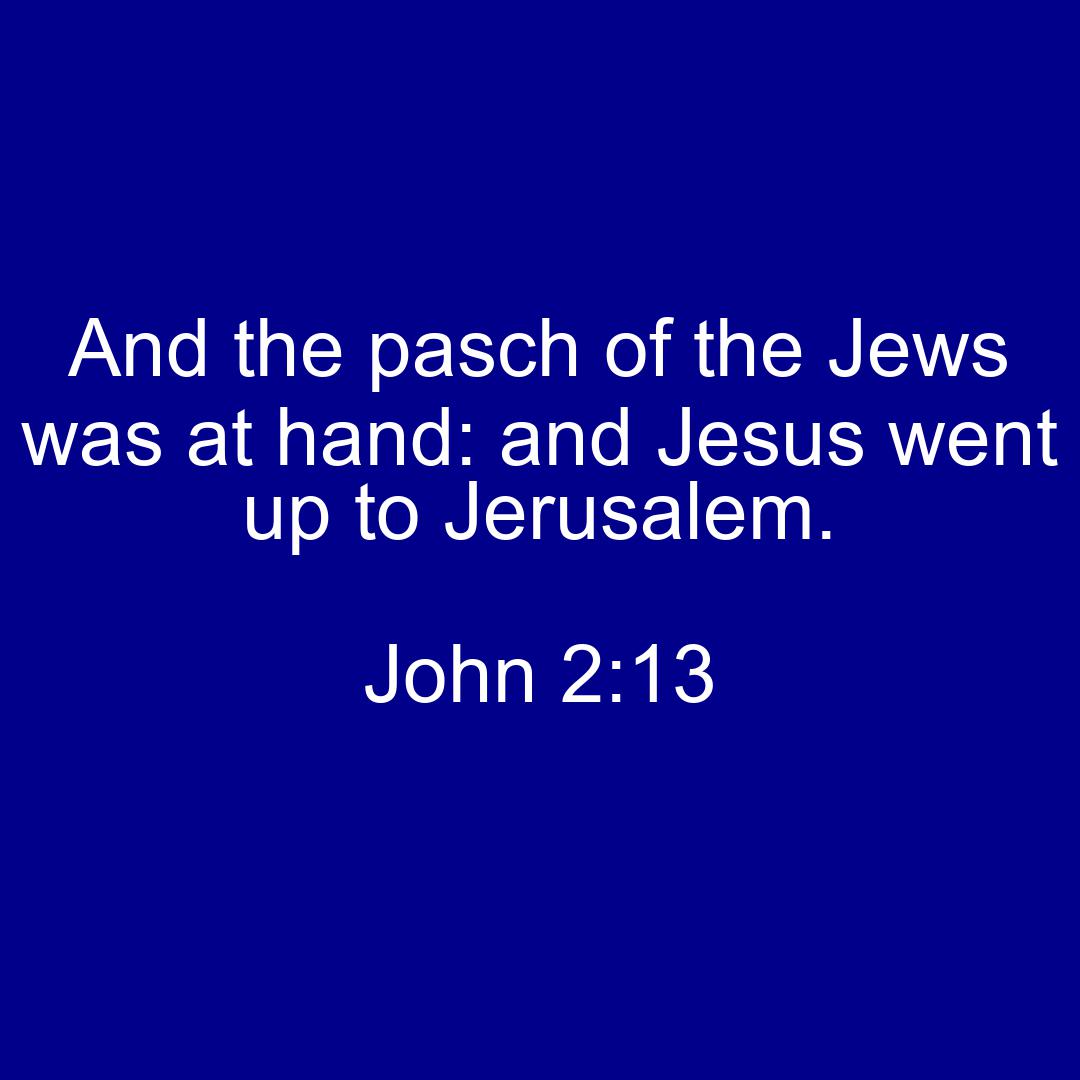 And the pasch of the Jews
was at hand: and Jesus went
up to Jerusalem.
John 2:13